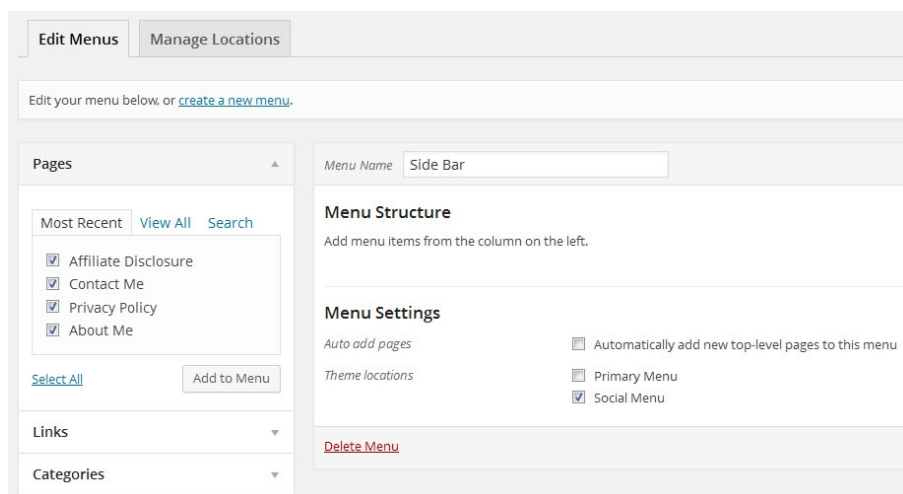 Edit Menus
Manage Locations
Edit your menu below, or create a new menu.
Pages
Most Recent View All Search
Affiliate Disclosure
Contact Me
Privacy Policy
About Me
Select All
Add to Menu
Links
Categories
Menu Name Side Bar
Menu Structure
Add menu items from the column on the left.
Menu Settings
Auto add pages
Automatically add new top-level pages to this menu
Theme locations
Primary Menu
Social Menu
Delete Menu